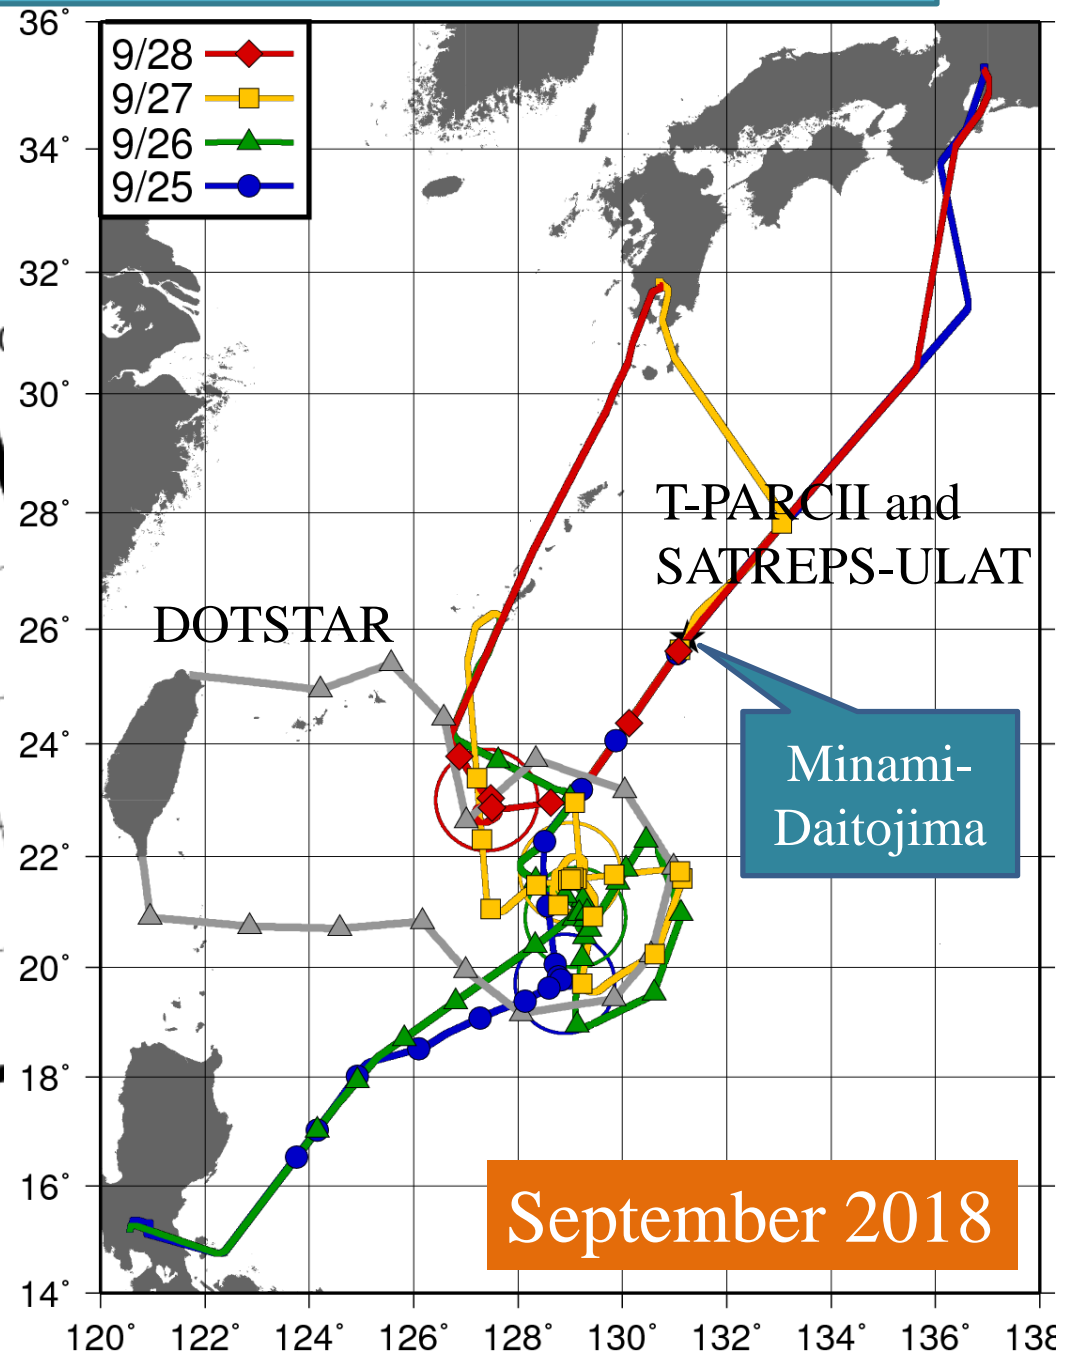 36°
9/28
9/27
9/26
9/25
34°
32°
30°
28°
26°
24°
22°
20°
18°
16°
14°
T-PARCII and
SATREPS-ULAT
DOTSTAR
Minami-
Daitojima
September 2018
120° 122° 124° 126° 128° 130° 132° 134° 136° 138